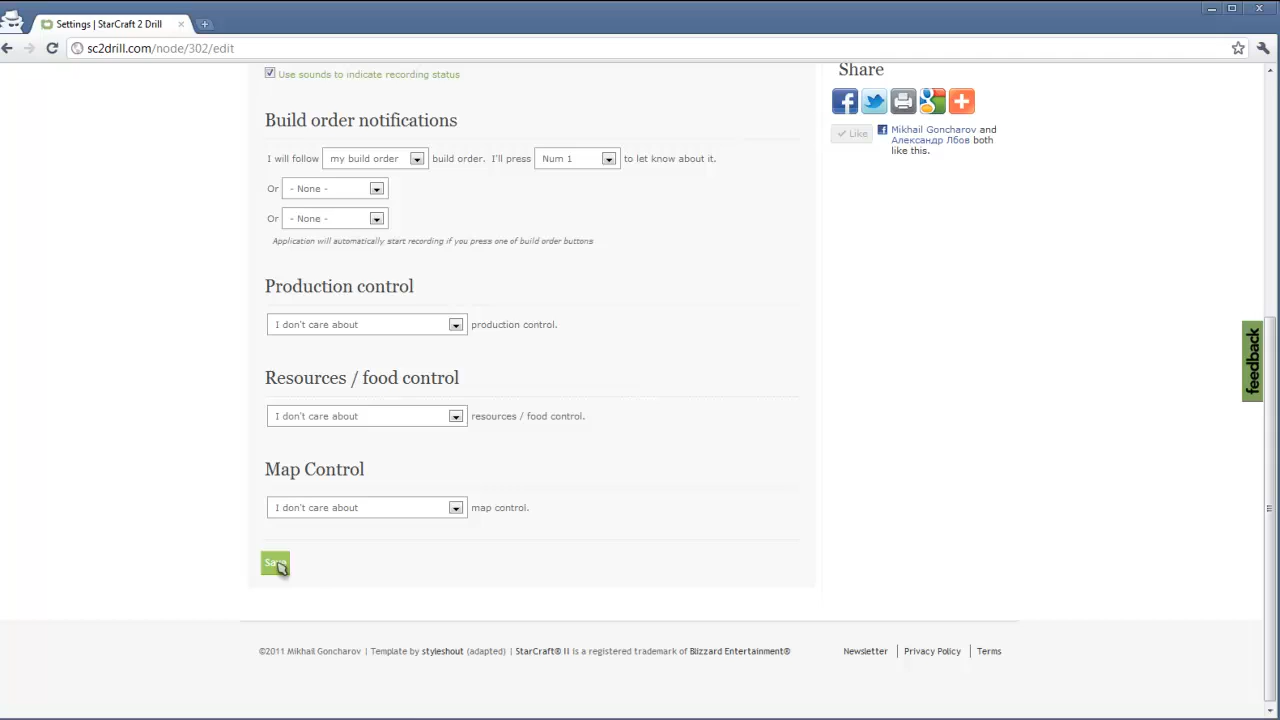 Settings | StarCraft 2 Drill
sc2drill.com/node/302/edit
Use sounds to indicate recording status
Share
Build order notifications
Like
Mikhail Goncharov and
Александр Лбов both
like this.
I will follow my build order build order. I'll press Num 1 to let know about it.
Or - None -
Or - None -
Application will automatically start recording if you press one of build order buttons
Production control
I don't care about production control.
feedback
Resources / food control
I don't care about resources / food control.
Map Control
I don't care about map control.
Save
©2011 Mikhail Goncharov | Template by styleshout (adapted) | StarCraft® II is a registered trademark of Blizzard Entertainment®
Newsletter | Privacy Policy | Terms